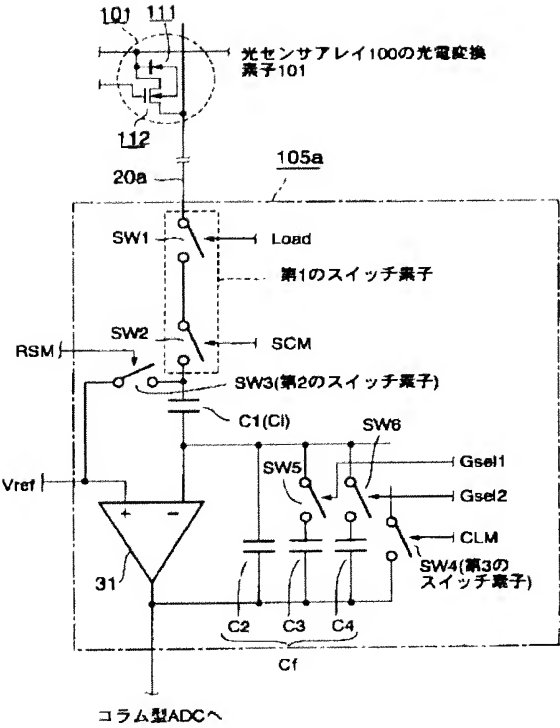 101
111
光センサアレイ100の光電変換
素子101
112
105a
20a
SW1
Load
第1のスイッチ素子
SW2
SCM
RSM
SW3(第2のスイッチ素子)
C1(Ci)
SW6
SW5
Gsel1
Gsel2
Vref
+
−
CLM
SW4(第3の
スイッチ素子)
31
C2
C3
C4
Cf
コラム型ADCへ